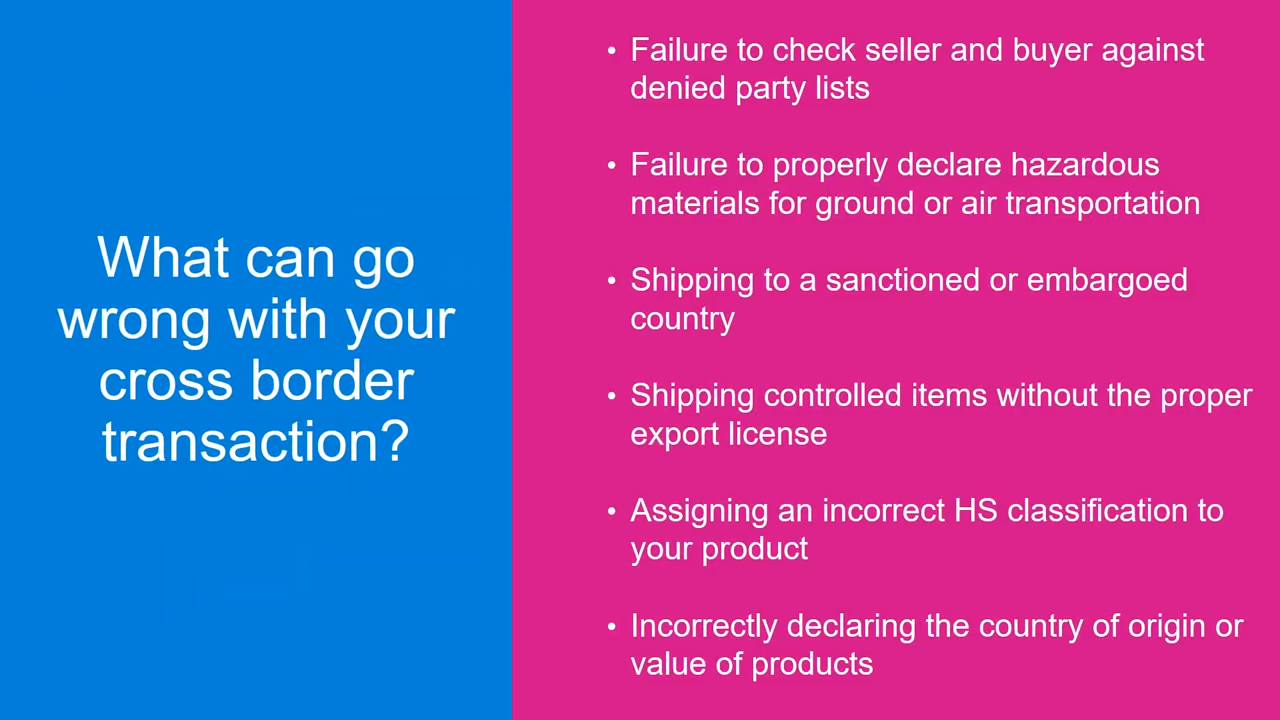 What can go
wrong with your
cross border
transaction?
• Failure to check seller and buyer against
denied party lists
• Failure to properly declare hazardous
materials for ground or air transportation
• Shipping to a sanctioned or embargoed
country
• Shipping controlled items without the proper
export license
• Assigning an incorrect HS classification to
your product
• Incorrectly declaring the country of origin or
value of products